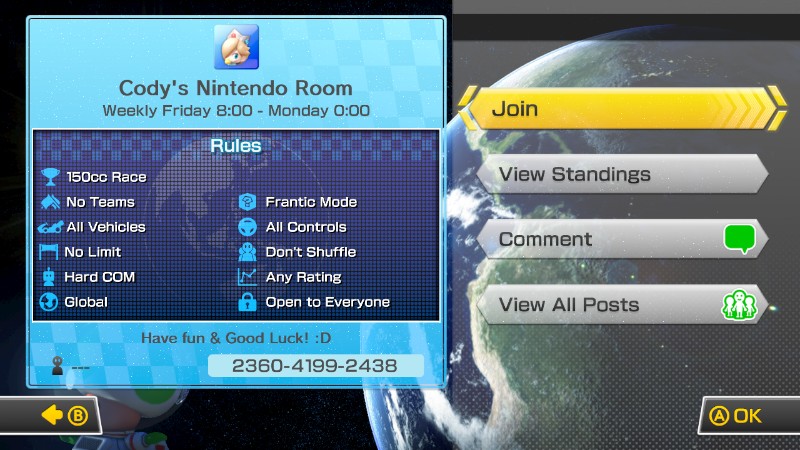 Cody's Nintendo Room
Weekly Friday 8:00 - Monday 0:00
Rules
150cc Race
No Teams
Frantic Mode
All Vehicles
All Controls
No Limit
Don't Shuffle
Hard COM
Any Rating
Global
Open to Everyone
Have fun & Good Luck! :D
---
2360-4199-2438
Join
View Standings
Comment
View All Posts
B
A OK